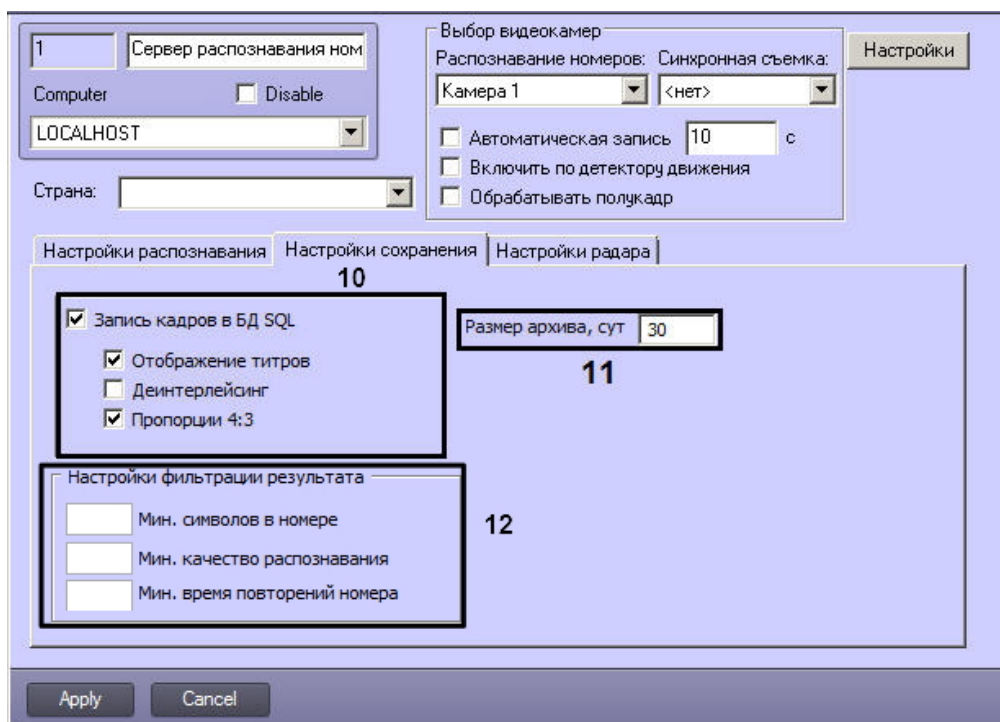 1
Сервер распознавания ном
Computer
Disable
LOCALHOST
Страна:
Выбор видеокамер
Распознавание номеров: Синхронная съемка:
Камера 1
<нет>
Автоматическая запись 10 с
Включить по детектору движения
Обрабатывать полукадр
Настройки
Настройки распознавания Настройки сохранения Настройки радара
10
Запись кадров в БД SQL
Отображение титров
Деинтерлейсинг
Пропорции 4:3
Размер архива, сут 30
11
Настройки фильтрации результата
Мин. символов в номере
Мин. качество распознавания
Мин. время повторений номера
12
Apply Cancel